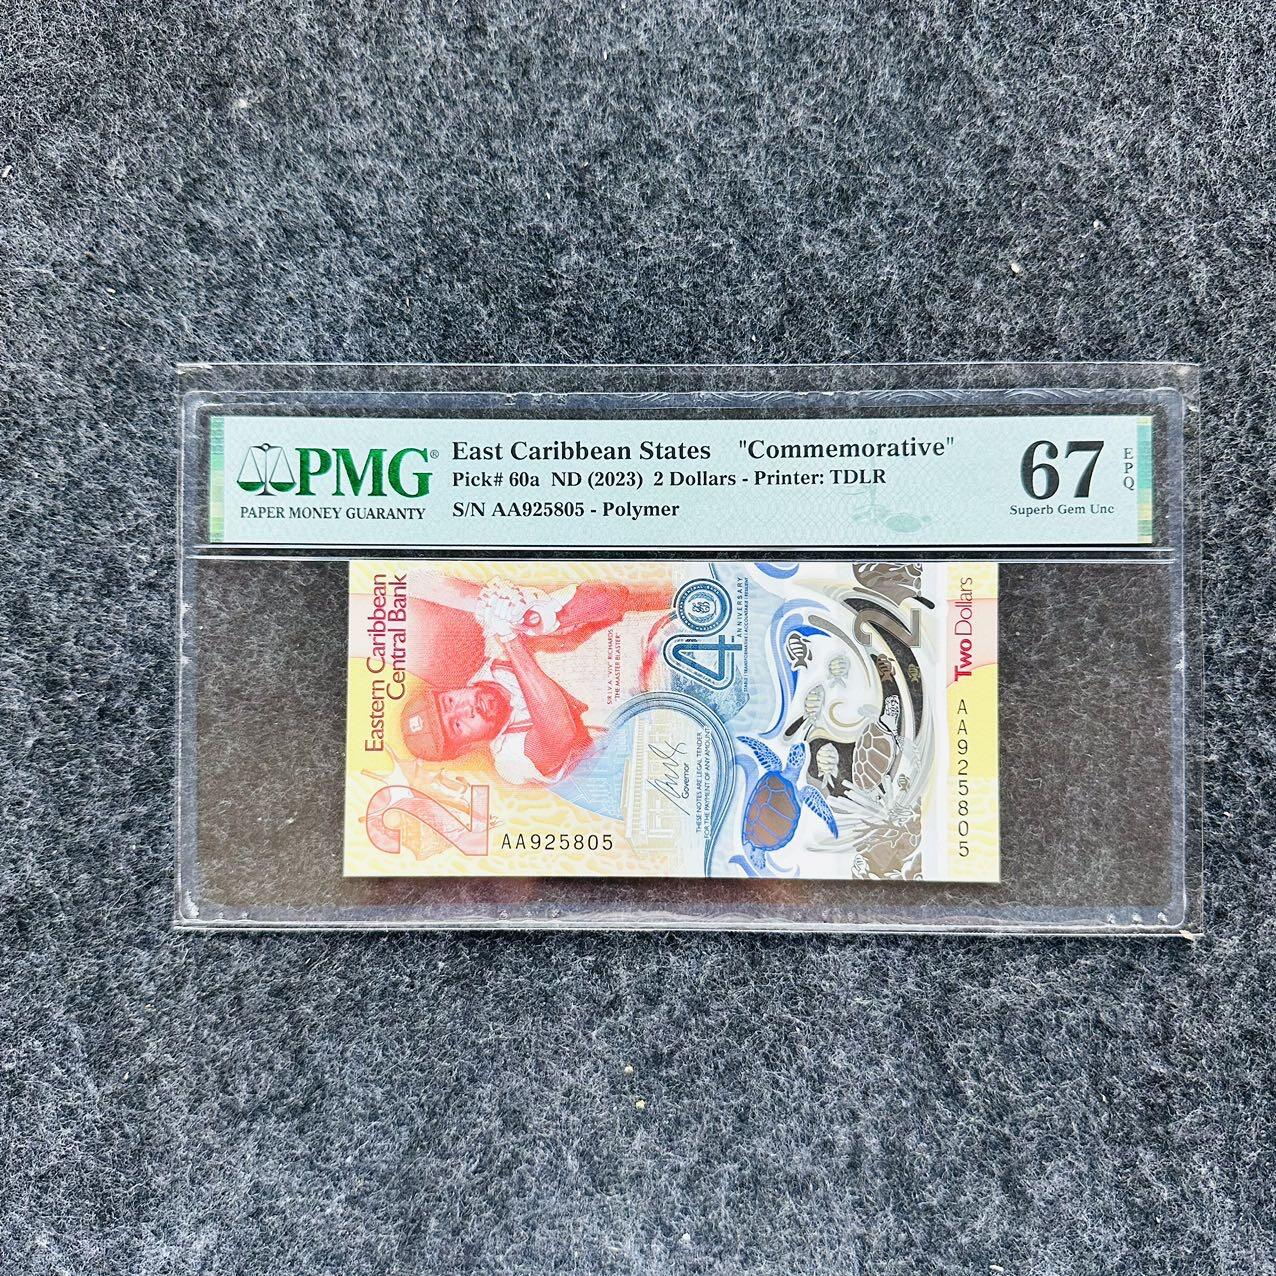 PMG®
PAPER MONEY GUARANTY
East Caribbean States "Commemorative"
Pick# 60a ND (2023) 2 Dollars - Printer: TDLR
S/N AA925805 - Polymer
67
EPQ
Superb Gem Unc
Eastern Caribbean
Central Bank
2
AA925805
SIR I.V.A. "VIV" RICHARDS
"THE MASTER BLASTER"
40
ANNIVERSARY
Governor
THESE NOTES ARE LEGAL TENDER
FOR THE PAYMENT OF ANY AMOUNT
2
Two Dollars
AA925805